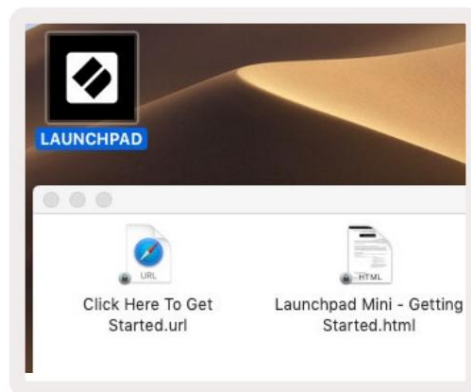 LAUNCHPAD
URL
HTML
Click Here To Get
Started.url
Launchpad Mini - Getting
Started.html